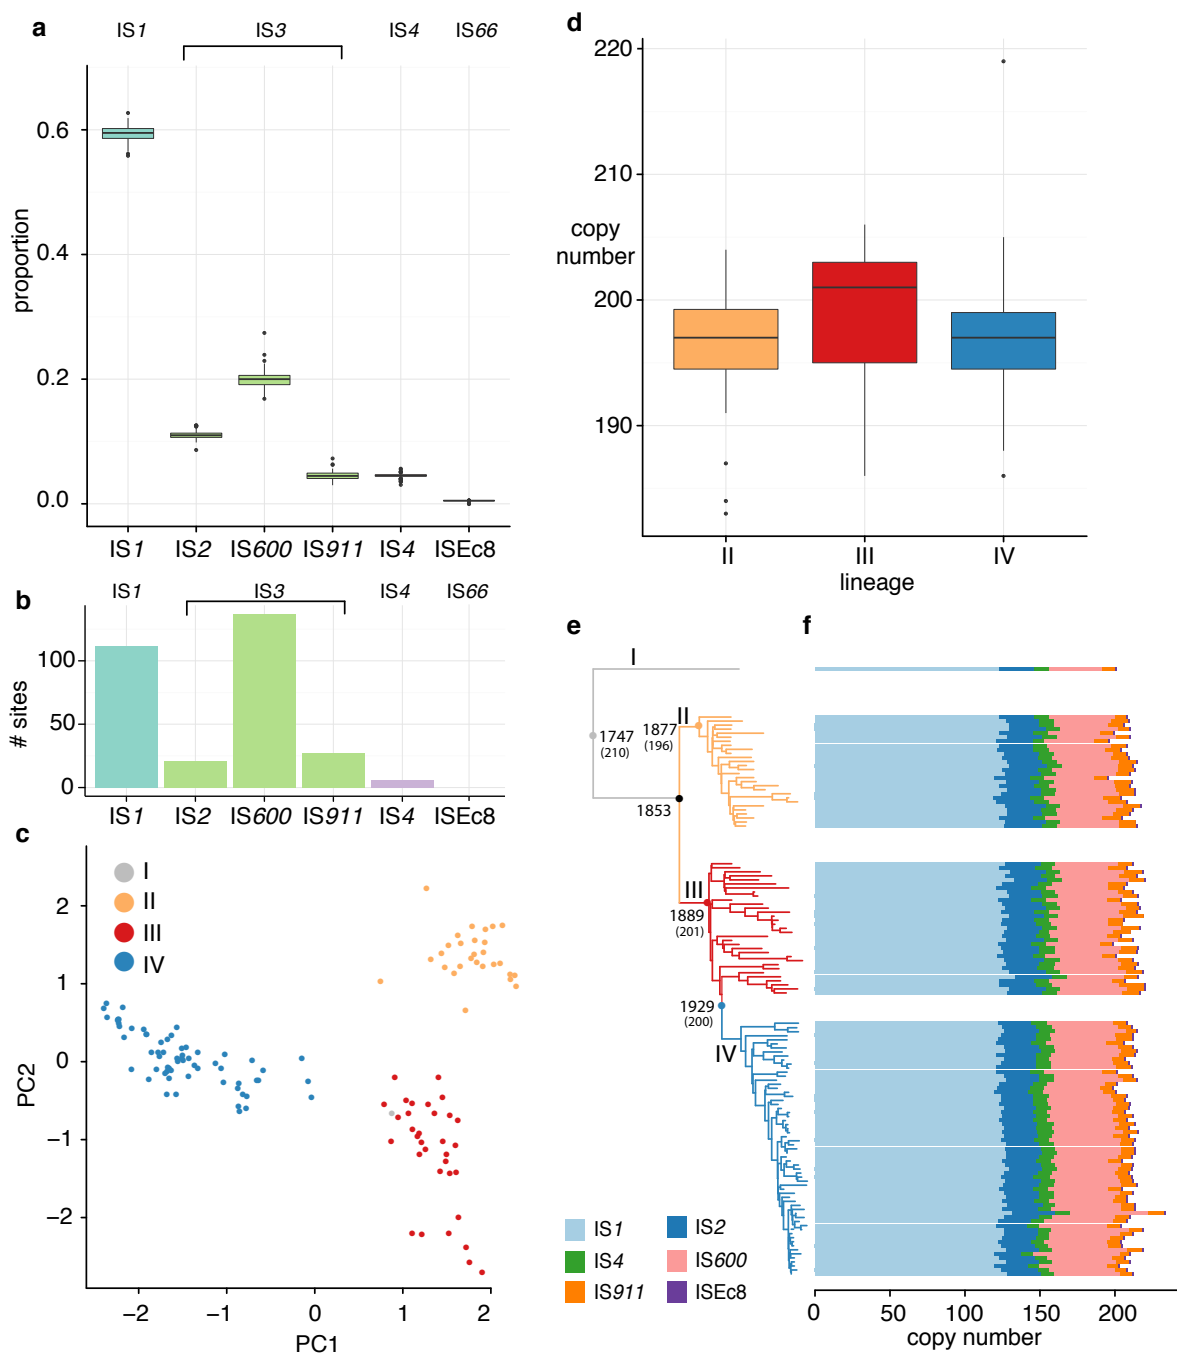 a
IS1
IS3
IS4
IS66
proportion
0.6
0.4
0.2
0.0
IS1
IS2
IS600
IS911
IS4
ISEc8
b
IS1
IS3
IS4
IS66
# sites
100
50
0
IS1
IS2
IS600
IS911
IS4
ISEc8
c
I
II
III
IV
PC2
2
1
0
−1
−2
−2
−1
0
1
2
PC1
d
220
210
copy
number
200
190
II
III
IV
lineage
e
I
1747
(210)
II
1877
(196)
1853
III
1889
(201)
1929
(200)
IV
IS1
IS2
IS4
IS600
IS911
ISEc8
f
0
50
100
150
200
copy number